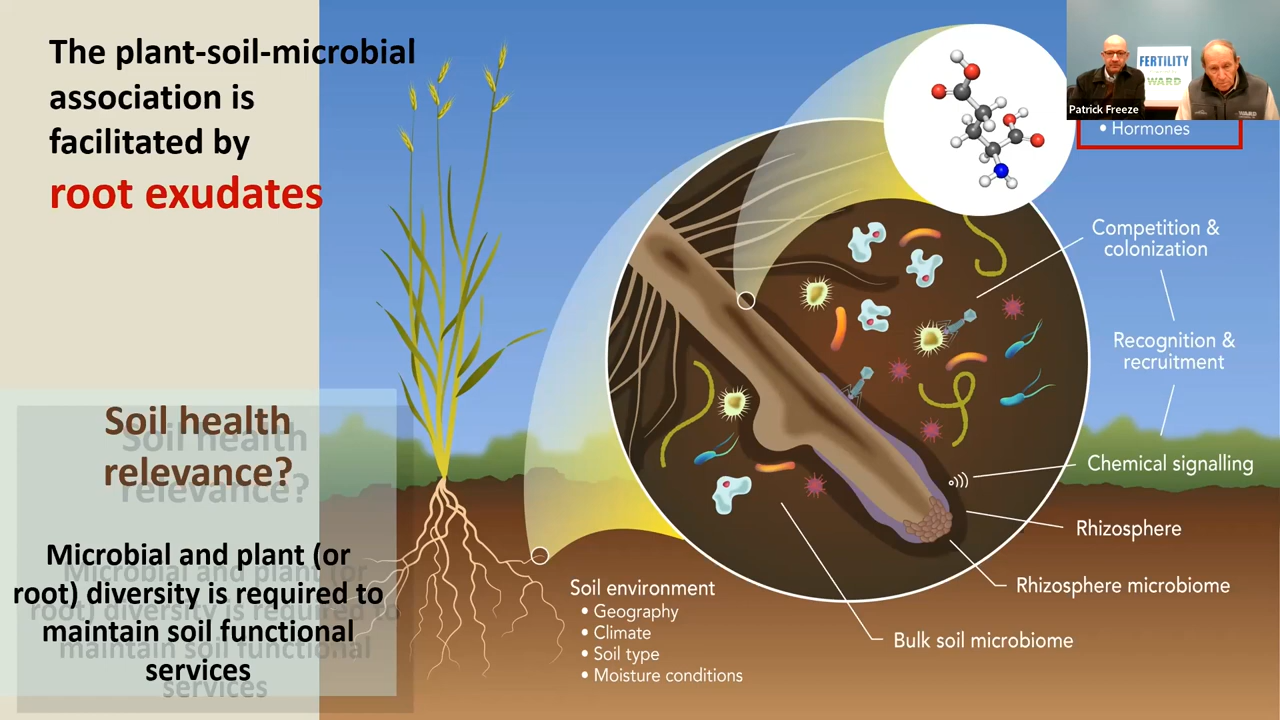 The plant-soil-microbial
association is
facilitated by
root exudates
Soil health
relevance?
Microbial and plant (or
root) diversity is required to
maintain soil functional
services
FERTILITY
WARD
Patrick Freeze
• Hormones
Competition &
colonization
Recognition &
recruitment
Chemical signalling
Rhizosphere
Rhizosphere microbiome
Bulk soil microbiome
Soil environment
• Geography
• Climate
• Soil type
• Moisture conditions